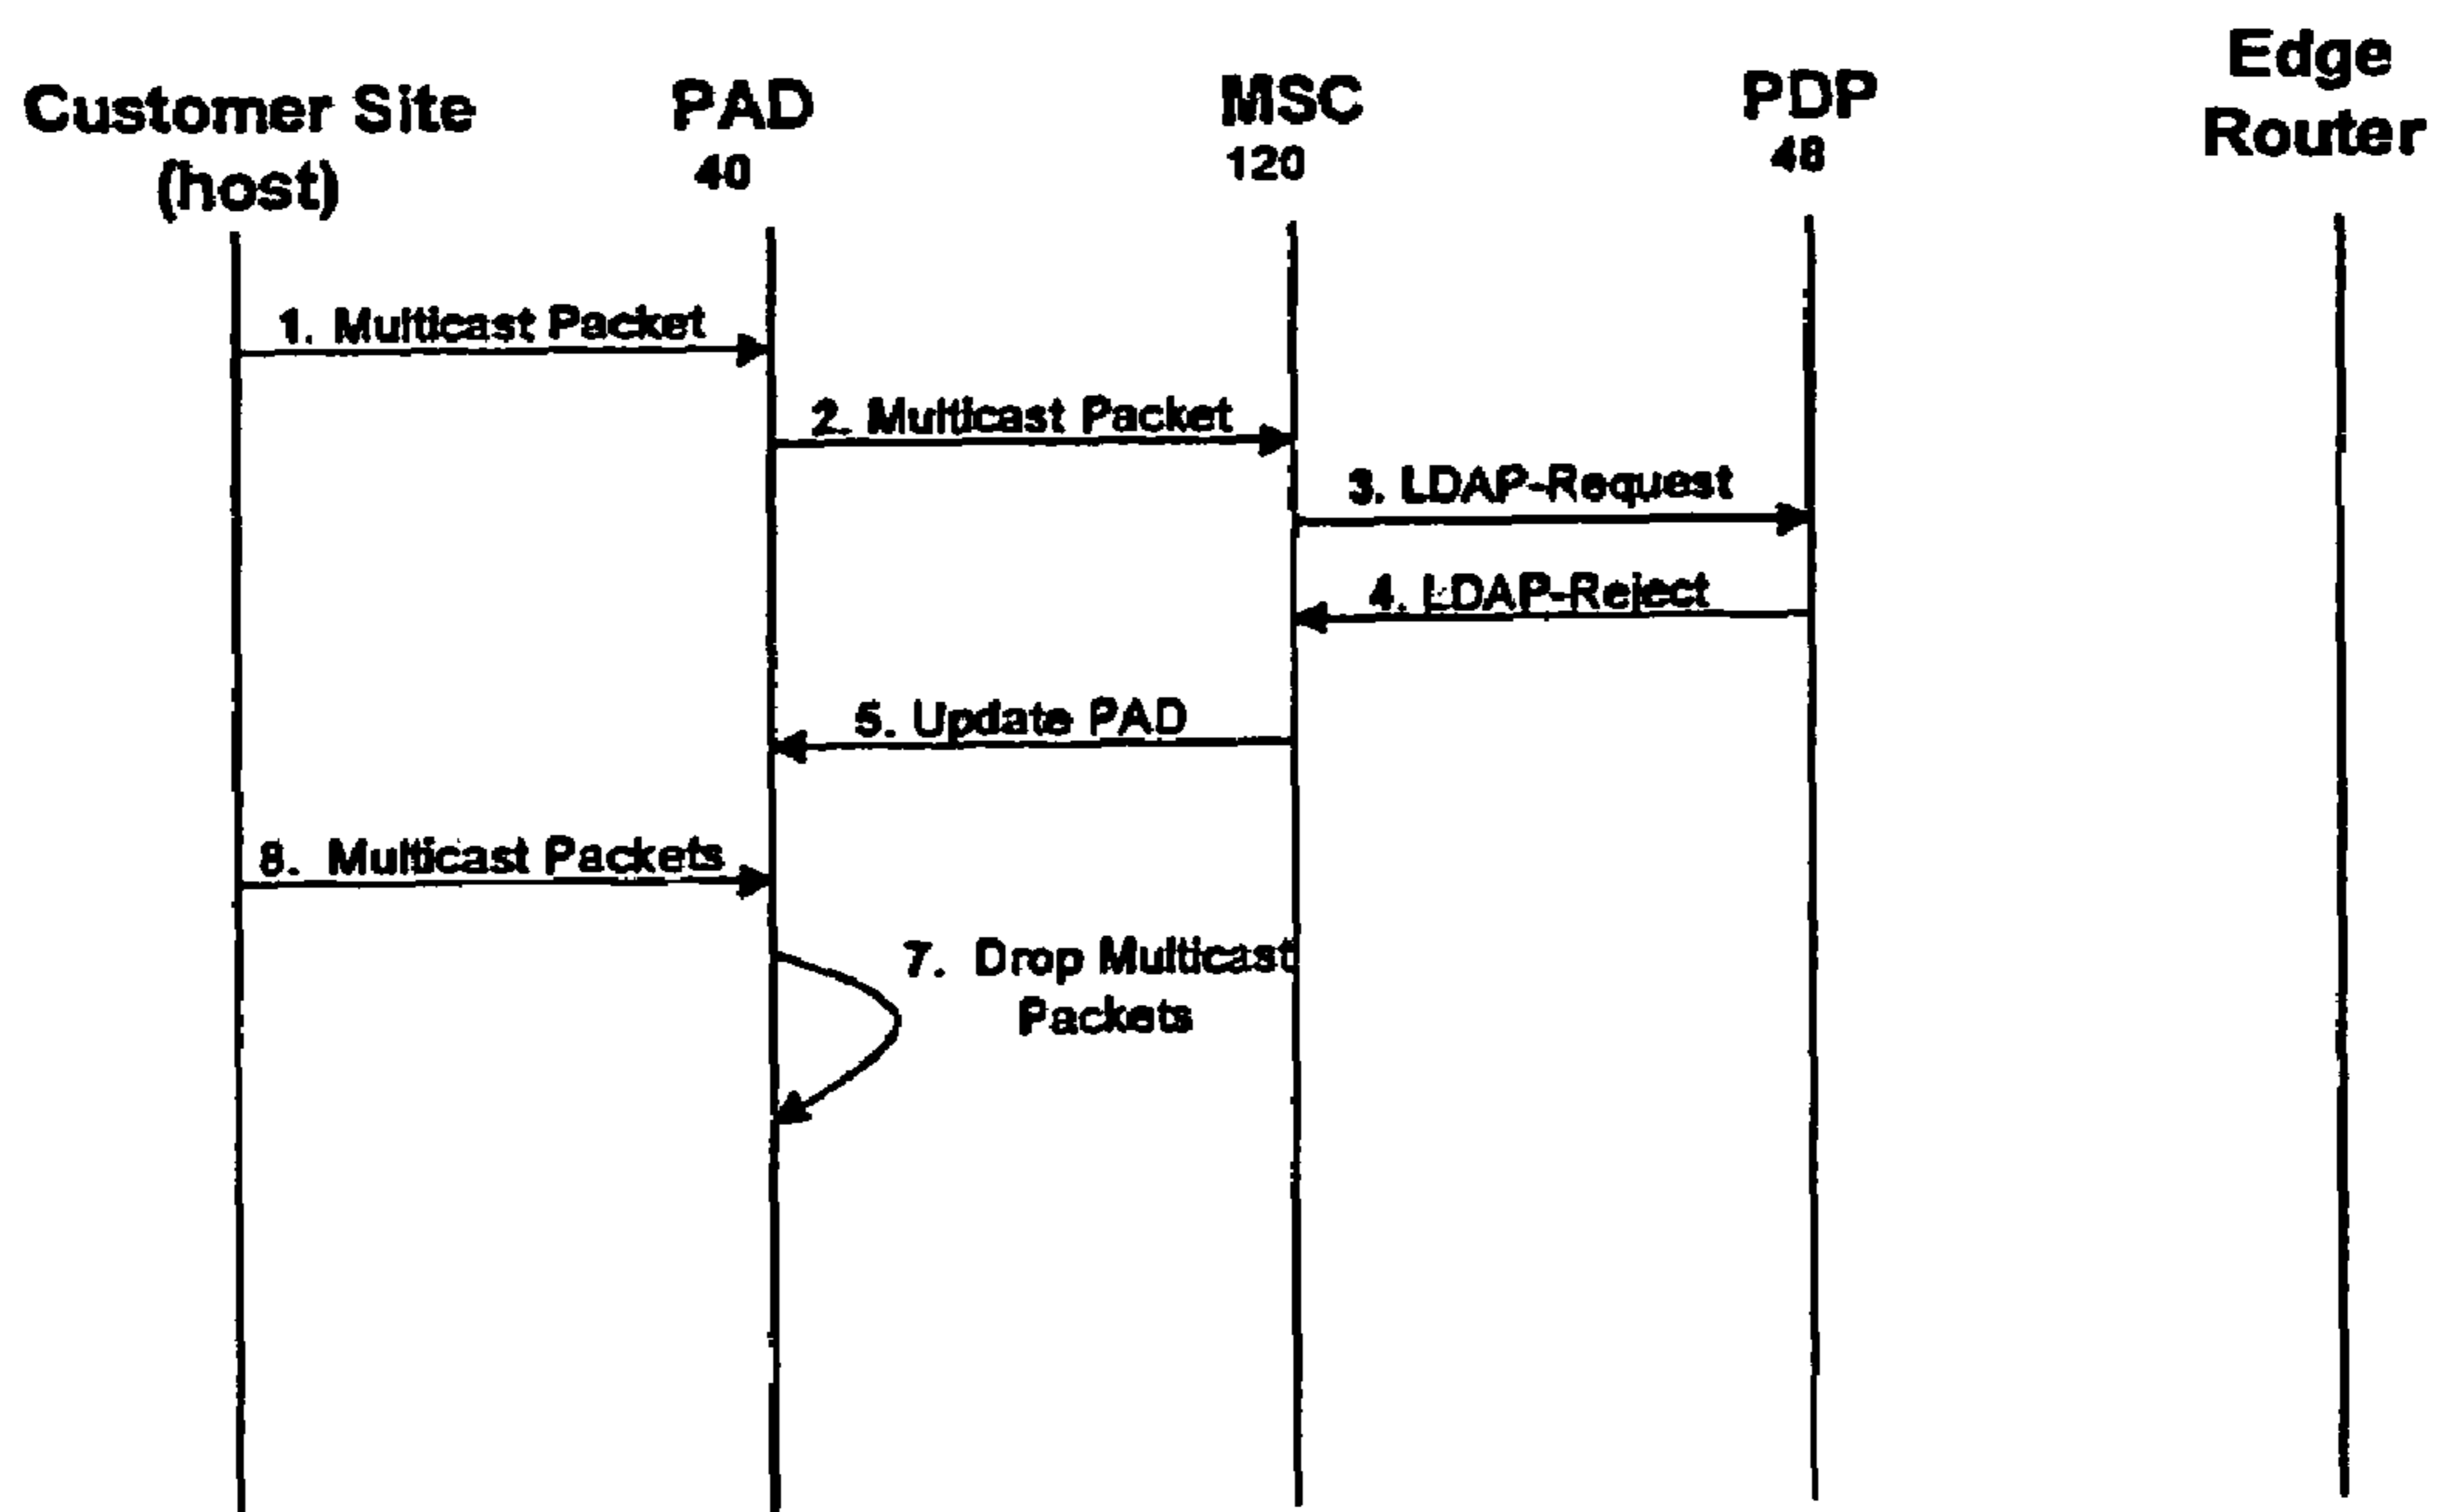 Customer Site
(host)
PAD
40
MSC
120
PDP
48
Edge
Router
1. Multicast Packet
2. Multicast Packet
3. LDAP-Request
4. LDAP-Reject
5. Update PAD
8. Multicast Packets
7. Drop Multicast
Packets